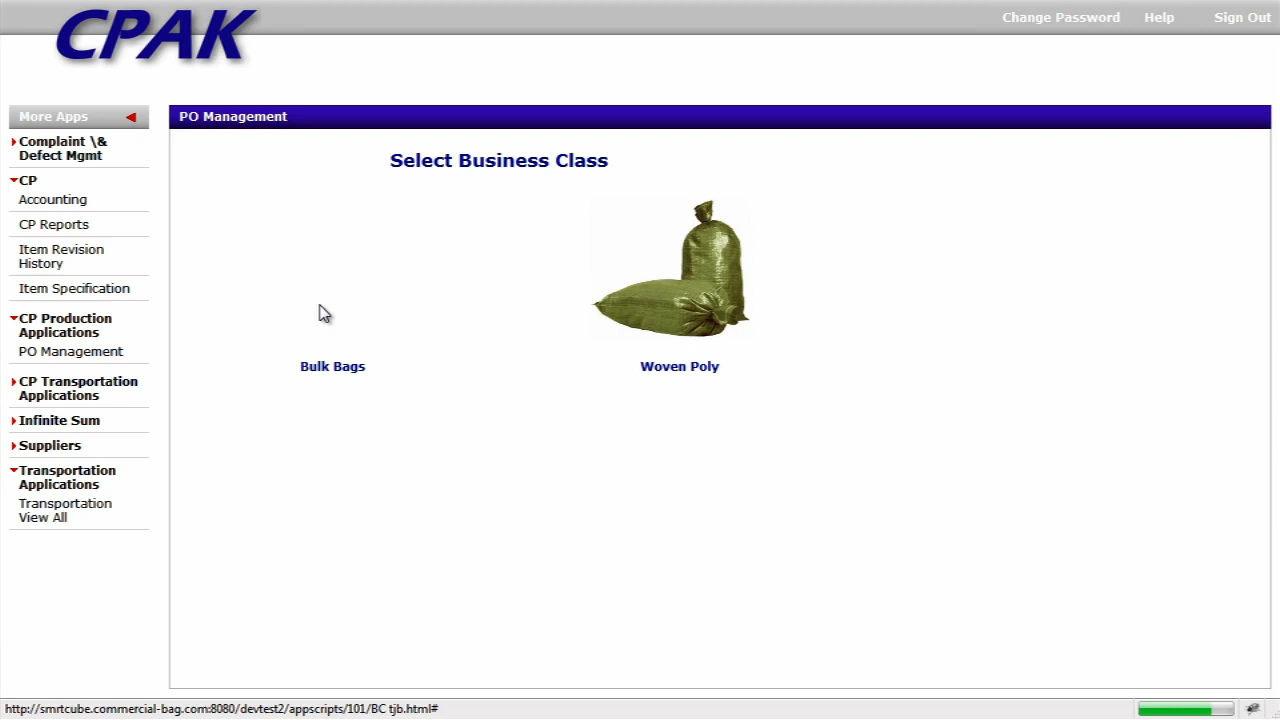 CPAK
Change Password
Help
Sign Out
More Apps
Complaint \&
Defect Mgmt
CP
Accounting
CP Reports
Item Revision
History
Item Specification
CP Production
Applications
PO Management
CP Transportation
Applications
Infinite Sum
Suppliers
Transportation
Applications
Transportation
View All
PO Management
Select Business Class
Bulk Bags
Woven Poly
http://smrtcube.commercial-bag.com:8080/devtest2/appscripts/101/BC tjb.html#